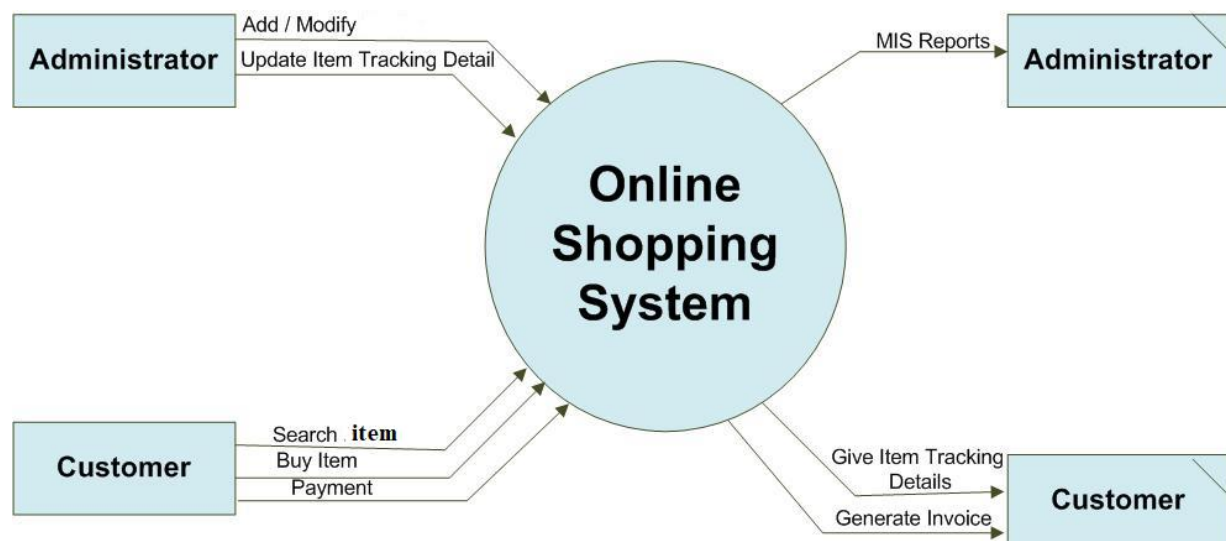 Administrator
Add / Modify
Update Item Tracking Detail
MIS Reports
Administrator
Online
Shopping
System
Customer
Search item
Buy Item
Payment
Give Item Tracking
Details
Generate Invoice
Customer